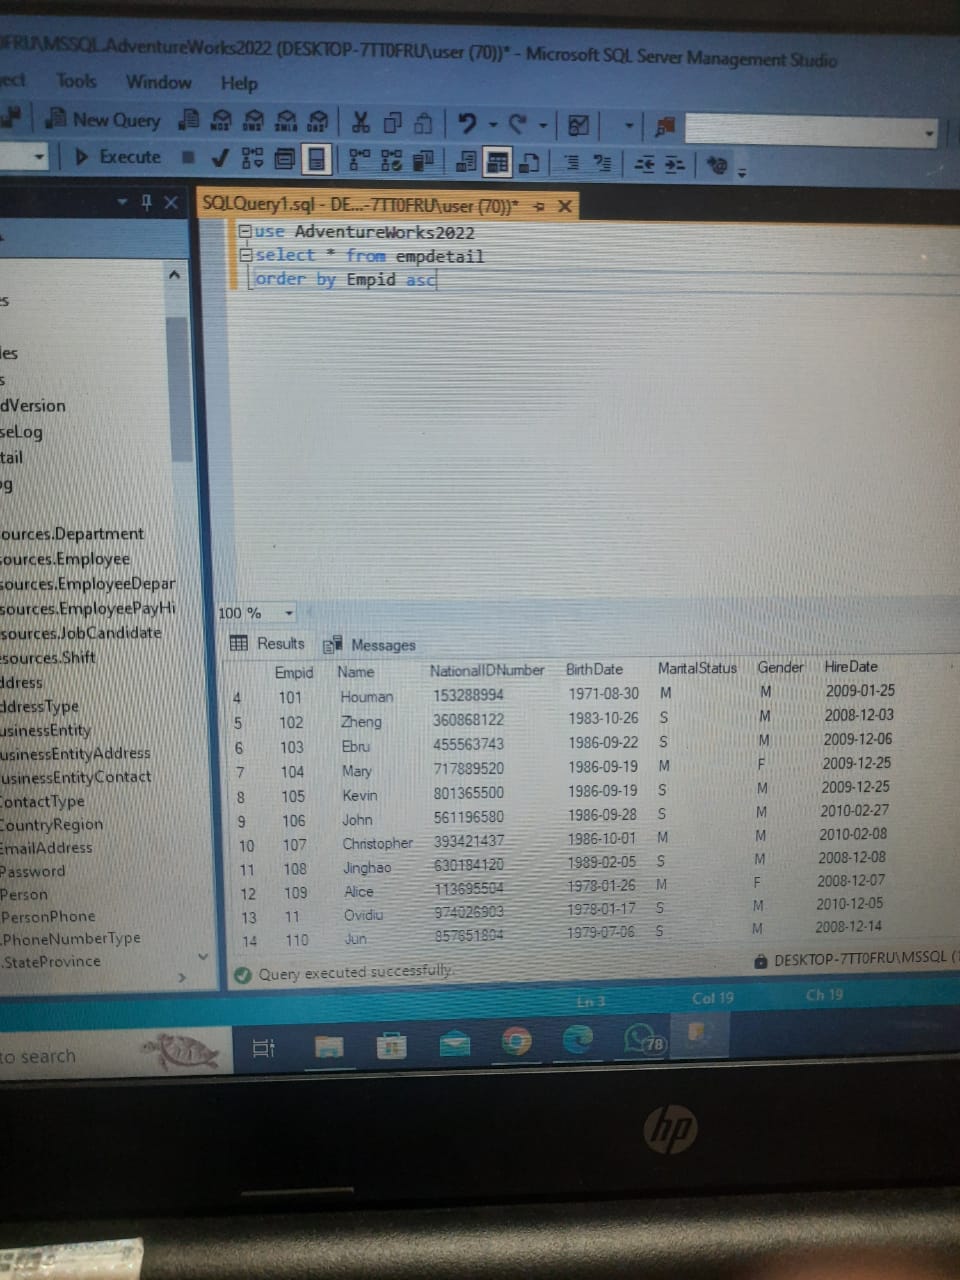 0FRU\MSSQL.AdventureWorks2022 (DESKTOP-7TT0FRU\user (70))* - Microsoft SQL Server Management Studio
ect Tools Window Help
New Query
Execute
SQLQuery1.sql - DE...-7TT0FRU\user (70))*
use AdventureWorks2022
select * from empdetail
order by Empid asc
es
les
s
dVersion
seLog
tail
og
ources.Department
sources.Employee
sources.EmployeeDepar
sources.EmployeePayHi
sources.JobCandidate
sources.Shift
ddress
ddressType
usinessEntity
usinessEntityAddress
usinessEntityContact
ContactType
CountryRegion
EmailAddress
Password
Person
PersonPhone
.PhoneNumberType
.StateProvince
100 %
Results Messages
Empid Name NationalIDNumber BirthDate MaritalStatus Gender HireDate
4 101 Houman 153288994 1971-08-30 M M 2009-01-25
5 102 Zheng 360868122 1983-10-26 S M 2008-12-03
6 103 Ebru 455563743 1986-09-22 S M 2009-12-06
7 104 Mary 717889520 1986-09-19 M F 2009-12-25
8 105 Kevin 801365500 1986-09-19 S M 2009-12-25
9 106 John 561196580 1986-09-28 S M 2010-02-27
10 107 Christopher 393421437 1986-10-01 M M 2010-02-08
11 108 Jinghao 630184120 1989-02-05 S M 2008-12-08
12 109 Alice 113695504 1978-01-26 M F 2008-12-07
13 11 Ovidiu 974026903 1978-01-17 S M 2010-12-05
14 110 Jun 857651804 1979-07-06 S M 2008-12-14
Query executed successfully.
DESKTOP-7TT0FRU\MSSQL (1
Ln 3 Col 19 Ch 19
to search
78
hp